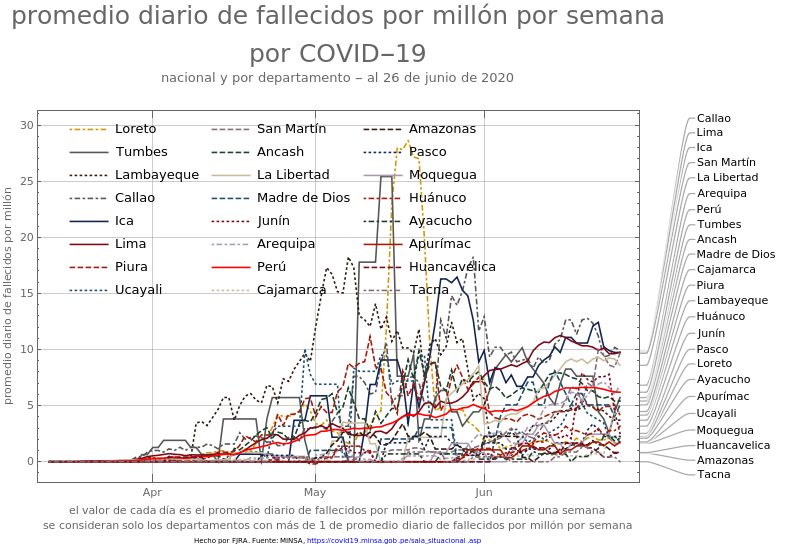 promedio diario de fallecidos por millón por semana
por COVID−19
nacional y por departamento − al 26 de junio de 2020
promedio diario de fallecidos por millón
30
25
20
15
10
5
0
Apr
May
Jun
Loreto
Tumbes
Lambayeque
Callao
Ica
Lima
Piura
Ucayali
San Martín
Ancash
La Libertad
Madre de Dios
Junín
Arequipa
Perú
Cajamarca
Amazonas
Pasco
Moquegua
Huánuco
Ayacucho
Apurímac
Huancavelica
Tacna
Callao
Lima
Ica
San Martín
La Libertad
Arequipa
Perú
Tumbes
Ancash
Madre de Dios
Cajamarca
Piura
Lambayeque
Huánuco
Junín
Pasco
Loreto
Ayacucho
Apurímac
Ucayali
Moquegua
Huancavelica
Amazonas
Tacna
el valor de cada día es el promedio diario de fallecidos por millón reportados durante una semana
se consideran solo los departamentos con más de 1 de promedio diario de fallecidos por millón por semana
Hecho por FJRA. Fuente: MINSA, https://covid19.minsa.gob.pe/sala_situacional .asp